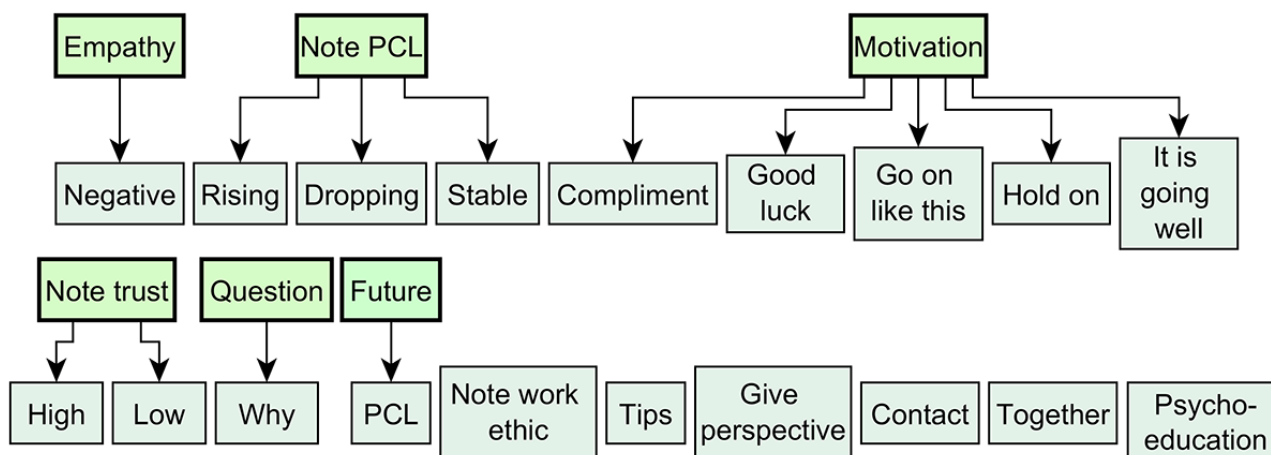 Empathy
Note PCL
Motivation
Negative
Rising
Dropping
Stable
Compliment
Good
luck
Go on
like this
Hold on
It is
going
well
Note trust
Question
Future
High
Low
Why
PCL
Note work
ethic
Tips
Give
perspective
Contact
Together
Psycho-
education